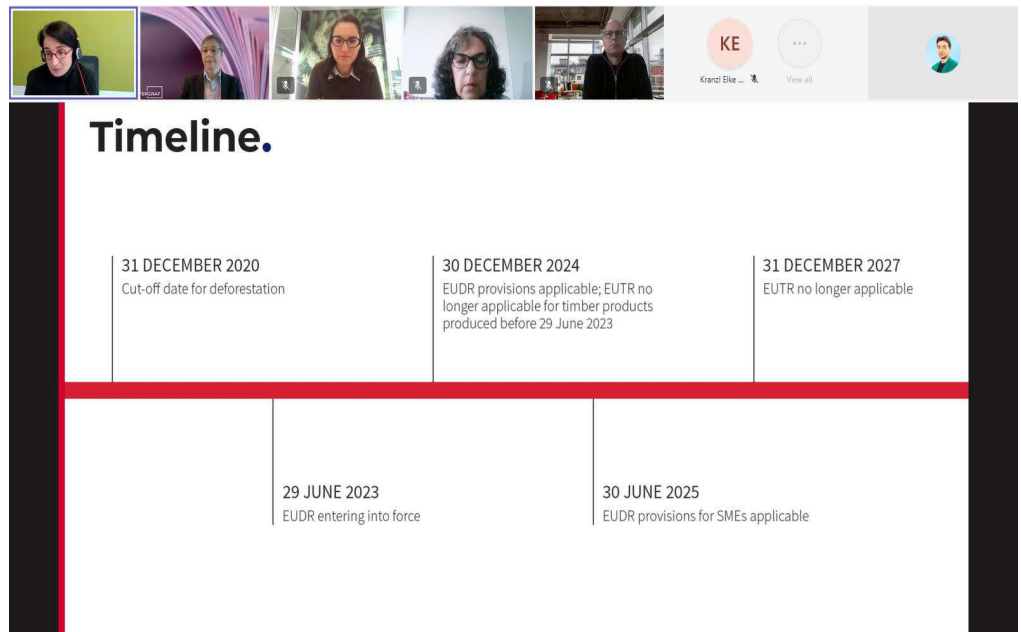 KE
Kranzl Elke ...
View all
Timeline.
31 DECEMBER 2020
Cut-off date for deforestation
30 DECEMBER 2024
EUDR provisions applicable; EUTR no
longer applicable for timber products
produced before 29 June 2023
31 DECEMBER 2027
EUTR no longer applicable
29 JUNE 2023
EUDR entering into force
30 JUNE 2025
EUDR provisions for SMEs applicable